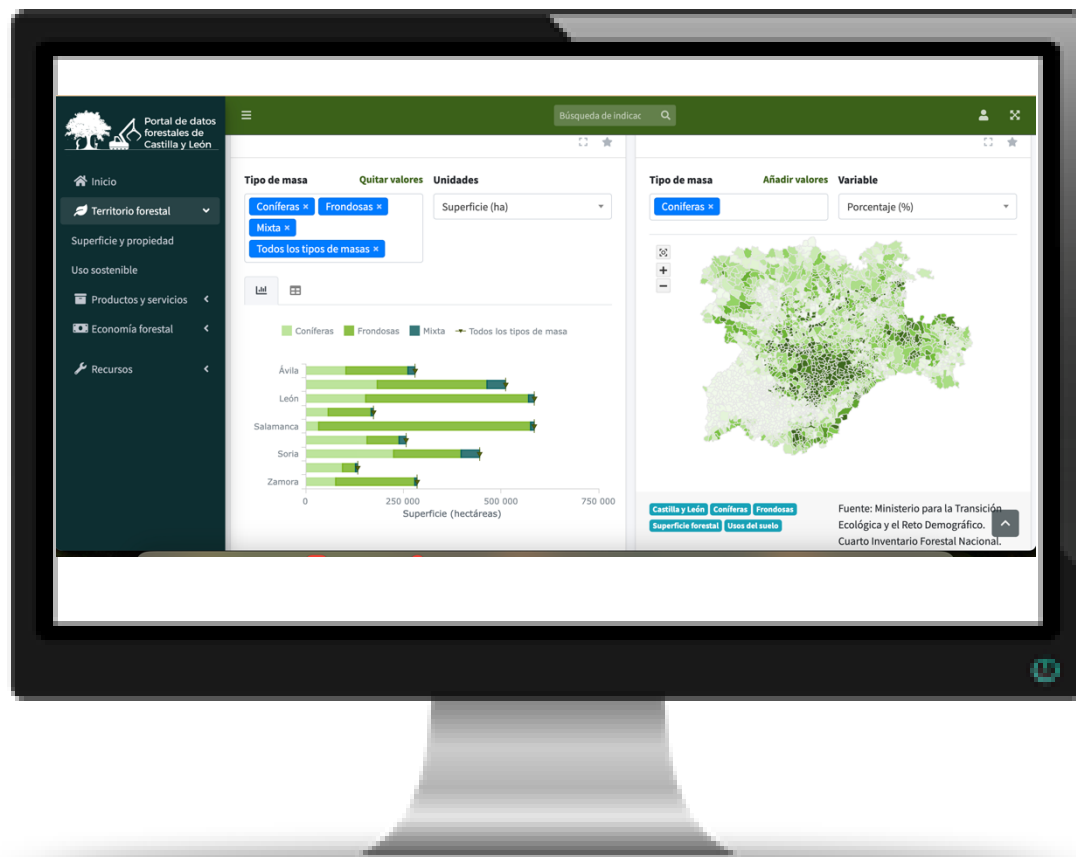 Portal de datos
forestales de
Castilla y León
Búsqueda de indicac
Inicio
Territorio forestal
Superficie y propiedad
Uso sostenible
Productos y servicios
Economía forestal
Recursos
Tipo de masa Quitar valores Unidades
Coníferas × Frondosas ×
Mixta ×
Todos los tipos de masas ×
Superficie (ha)
Coníferas Frondosas Mixta Todos los tipos de masa
Ávila
León
Salamanca
Soria
Zamora
0 250 000 500 000 750 000
Superficie (hectáreas)
Tipo de masa Añadir valores Variable
Coníferas × Porcentaje (%)
+
−
Castilla y León Coníferas Frondosas
Superficie forestal Usos del suelo
Fuente: Ministerio para la Transición
Ecológica y el Reto Demográfico.
Cuarto Inventario Forestal Nacional.